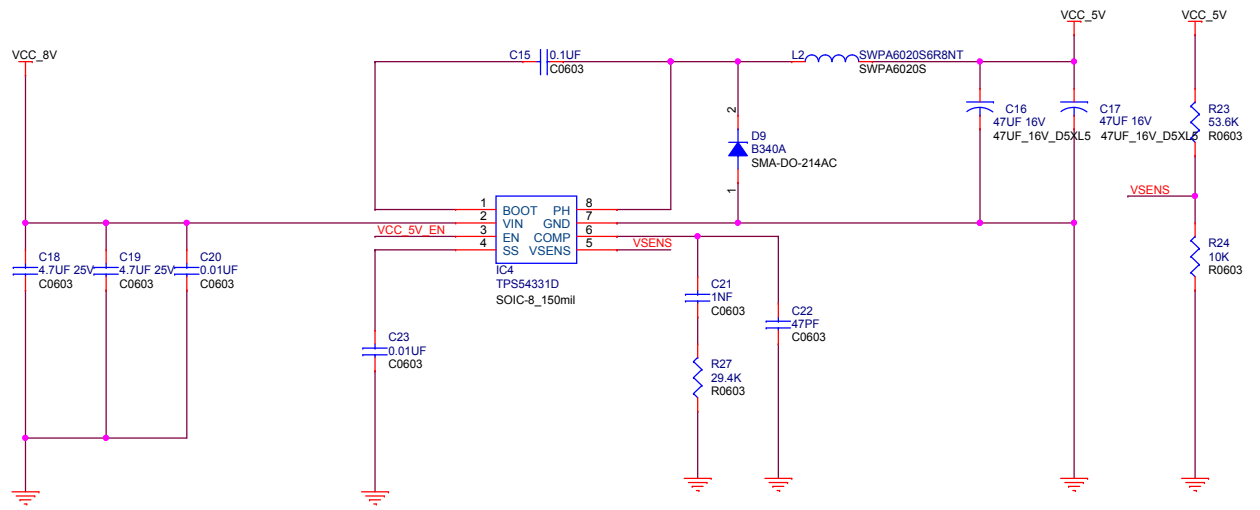 VCC_8V
VCC_5V
VCC_5V
C15
0.1UF
C0603
L2
SWPA6020S6R8NT
SWPA6020S
2
D9
B340A
SMA-DO-214AC
1
C16
47UF 16V
47UF_16V_D5XL5
C17
47UF 16V
47UF_16V_D5XL5
R23
53.6K
R0603
VSENS
R24
10K
R0603
1
BOOT
PH
8
2
VIN
GND
7
VCC_5V_EN
3
EN
COMP
6
4
SS
VSENS
5
VSENS
IC4
TPS54331D
SOIC-8_150mil
C18
4.7UF 25V
C0603
C19
4.7UF 25V
C0603
C20
0.01UF
C0603
C21
1NF
C0603
C22
47PF
C0603
C23
0.01UF
C0603
R27
29.4K
R0603